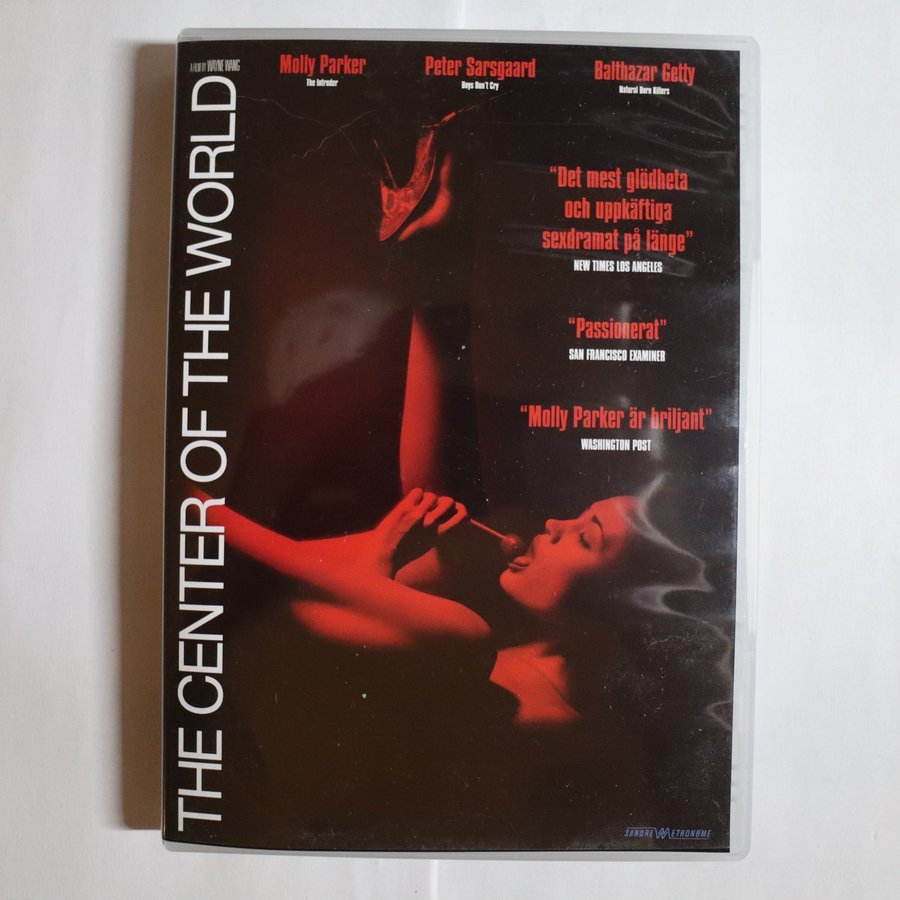 A FILM BY WAYNE WANG
THE CENTER OF THE WORLD
Molly Parker
The Intruder
Peter Sarsgaard
Boys Don't Cry
Balthazar Getty
Natural Born Killers
"Det mest glödheta
och uppkäftiga
sexdramat på länge"
NEW TIMES LOS ANGELES
"Passionerat"
SAN FRANCISCO EXAMINER
"Molly Parker är briljant"
WASHINGTON POST
SANDREW METRONOME